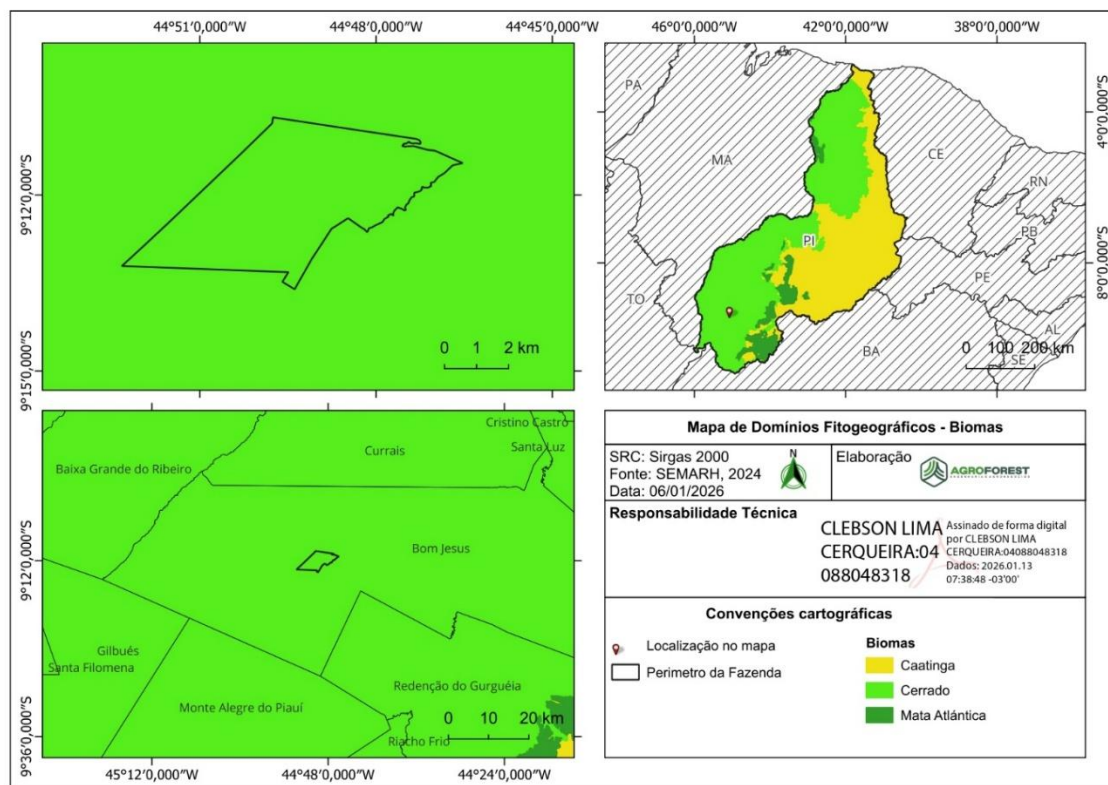 44°51'0,000"W 44°48'0,000"W 44°45'0,000"W
9°12'0,000"S
9°15'0,000"S
0 1 2 km
46°0'0,000"W 42°0'0,000"W 38°0'0,000"W
4°0'0,000"S
8°0'0,000"S
PA
MA
CE
RN
PB
PI
PE
TO
AL
BA
SE
0 100 200 km
Cristino Castro
Currais
Santa Luz
Baixa Grande do Ribeiro
Bom Jesus
9°12'0,000"S
Gilbués
Santa Filomena
Redenção do Gurguéia
Monte Alegre do Piauí
0 10 20 km
Riacho Frio
9°36'0,000"S
45°12'0,000"W 44°48'0,000"W 44°24'0,000"W
Mapa de Domínios Fitogeográficos - Biomas
SRC: Sirgas 2000
Fonte: SEMARH, 2024
Data: 06/01/2026
N
Elaboração
AGROFOREST
Responsabilidade Técnica
CLEBSON LIMA
CERQUEIRA:04
088048318
Assinado de forma digital
por CLEBSON LIMA
CERQUEIRA:04088048318
Dados: 2026.01.13
07:38:48 -03'00'
Convenções cartográficas
Localização no mapa
Perimetro da Fazenda
Biomas
Caatinga
Cerrado
Mata Atlântica